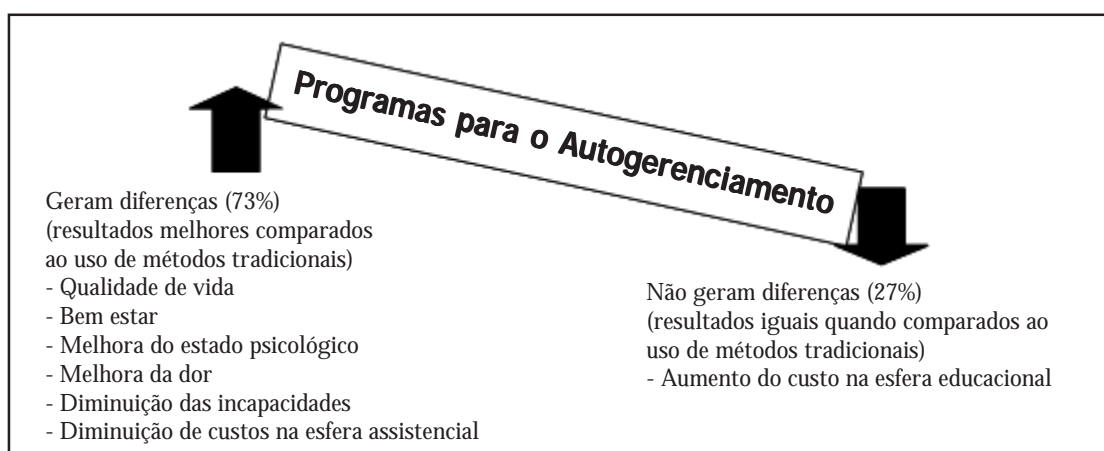 Programas para o Autogerenciamento
Geram diferenças (73%)
(resultados melhores comparados
ao uso de métodos tradicionais)
- Qualidade de vida
- Bem estar
- Melhora do estado psicológico
- Melhora da dor
- Diminuição das incapacidades
- Diminuição de custos na esfera assistencial
Não geram diferenças (27%)
(resultados iguais quando comparados ao
uso de métodos tradicionais)
- Aumento do custo na esfera educacional